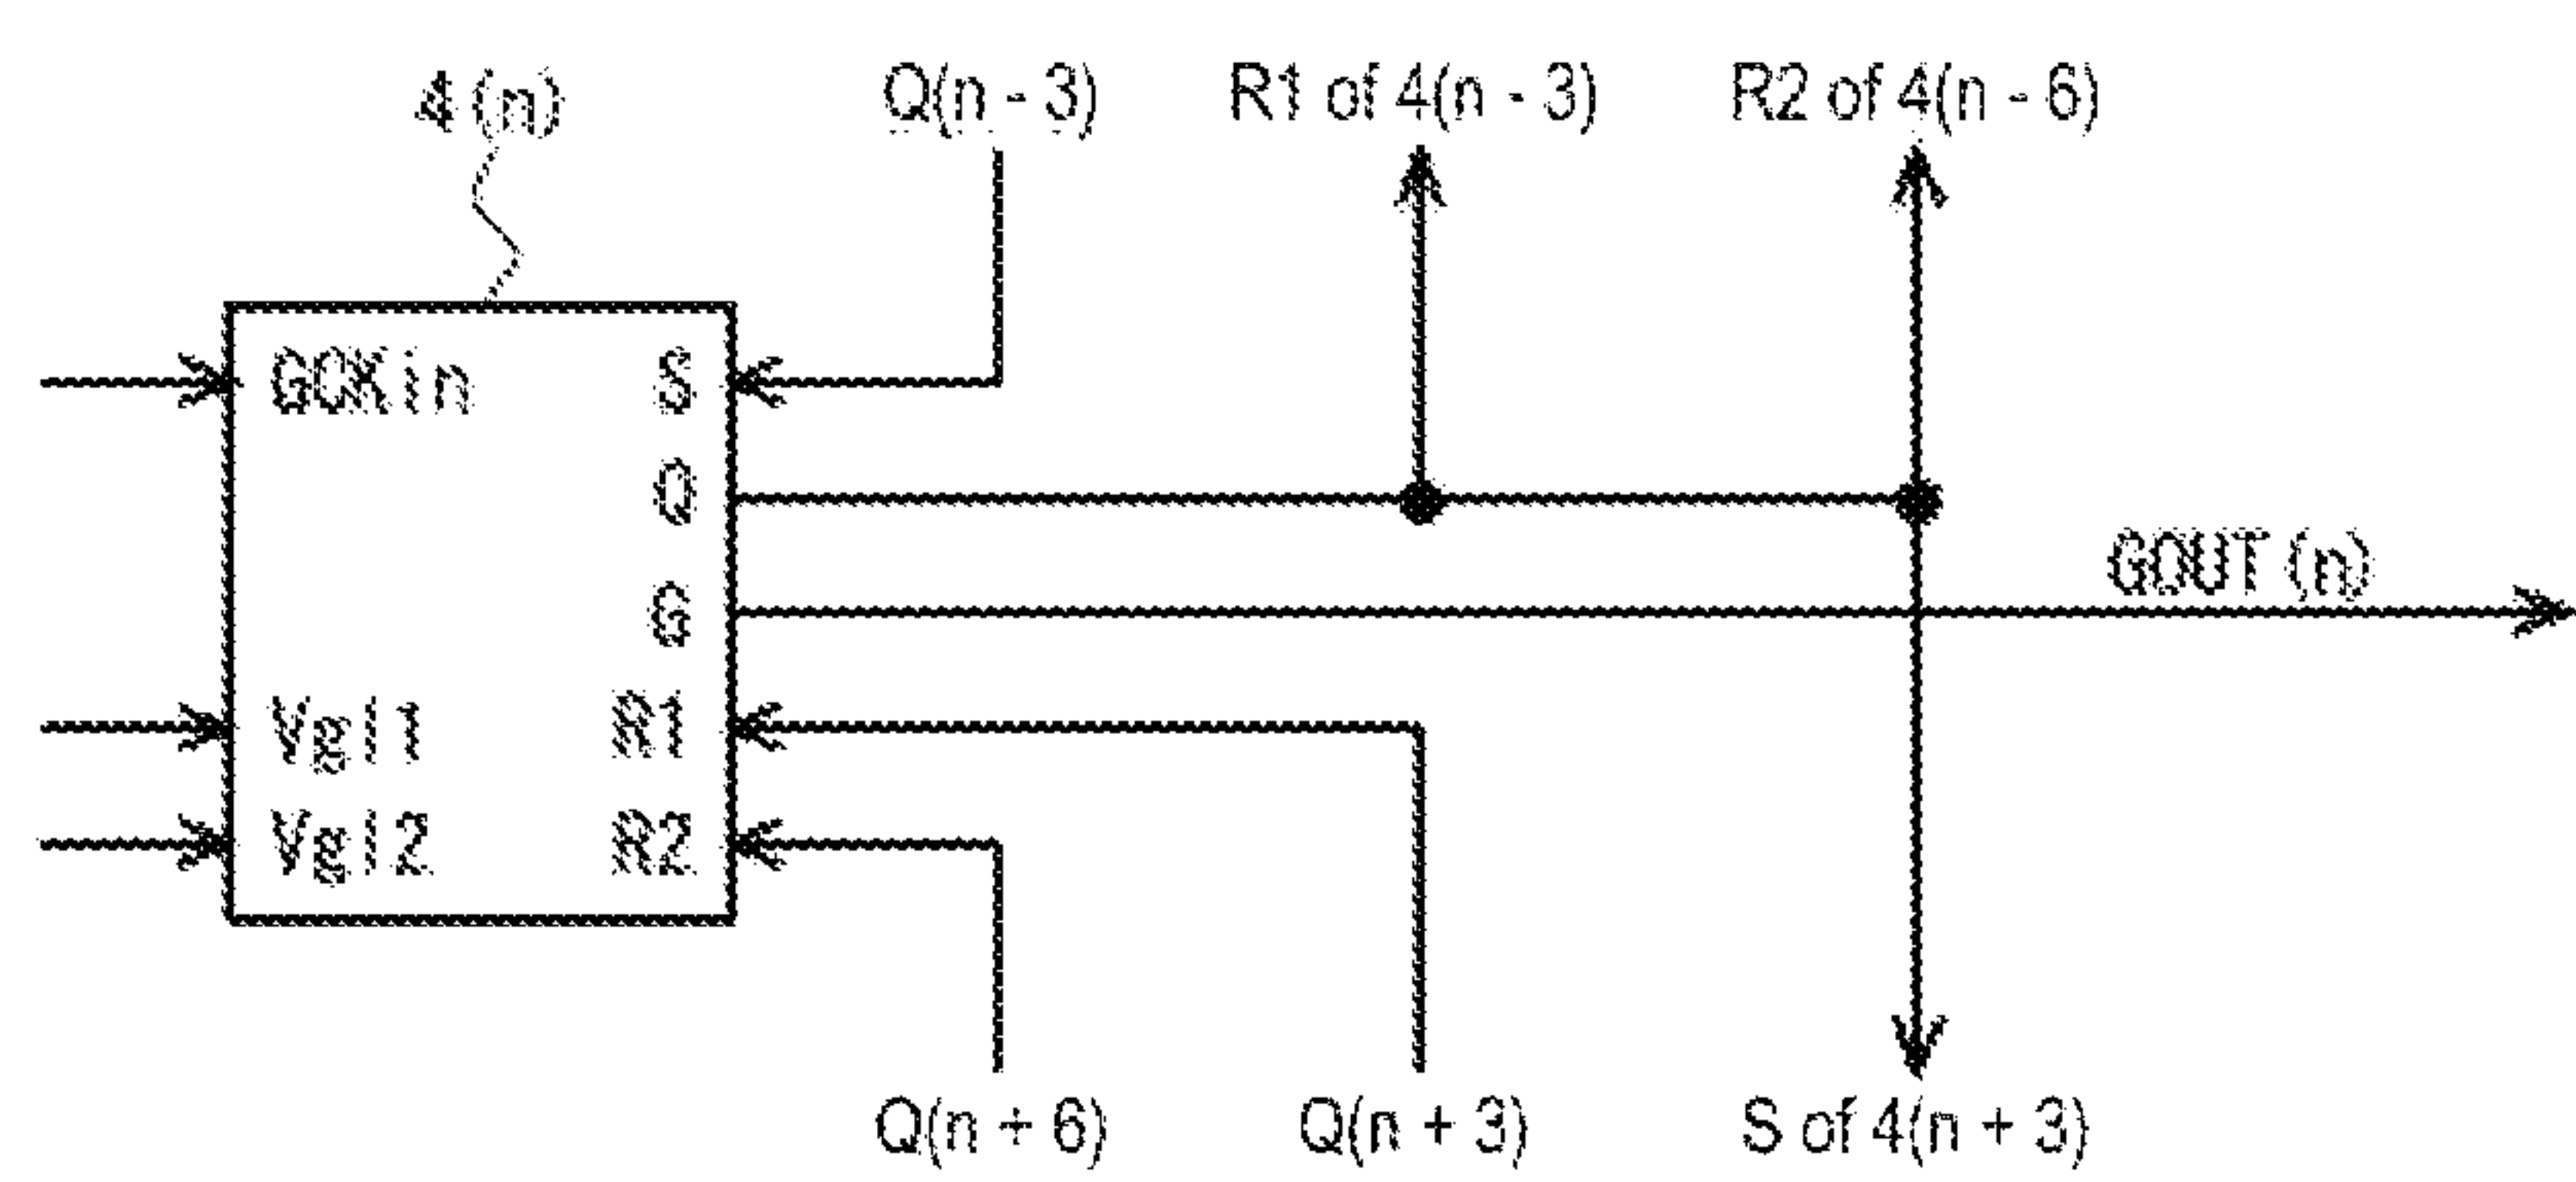 4(n)
Q(n - 3)
R1 of 4(n - 3)
R2 of 4(n - 6)
GCKin
S
Q
G
GOUT(n)
Vgl1
R1
Vgl2
R2
Q(n + 6)
Q(n + 3)
S of 4(n + 3)